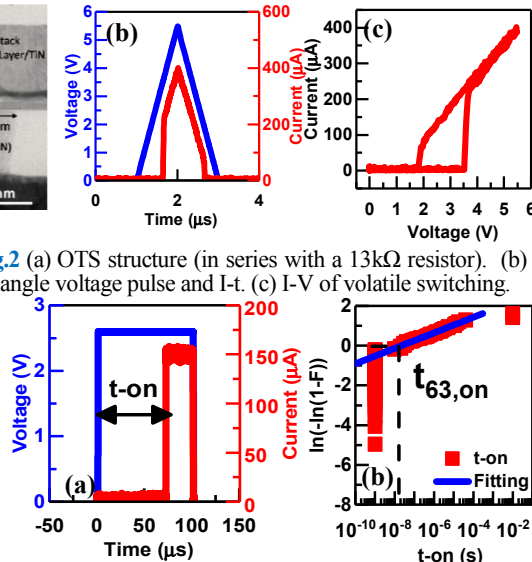 stack
Layer/TiN
m
N)
nm
(b)
Voltage (V)
6
5
4
3
2
1
0
0
2
4
Time (µs)
600
400
200
0
Current (µA)
(c)
Current (µA)
400
300
200
100
0
0 1 2 3 4 5 6
Voltage (V)
g.2 (a) OTS structure (in series with a 13kΩ resistor). (b)
angle voltage pulse and I-t. (c) I-V of volatile switching.
Voltage (V)
3
2
1
0
t-on
(a)
-50 0 50 100 150
Time (µs)
200
150
100
50
0
Current (µA)
ln(-ln(1-F))
2
0
-2
-4
-6
-8
t63,on
t-on
Fitting
(b)
10-10 10-8 10-6 10-4 10-2
t-on (s)